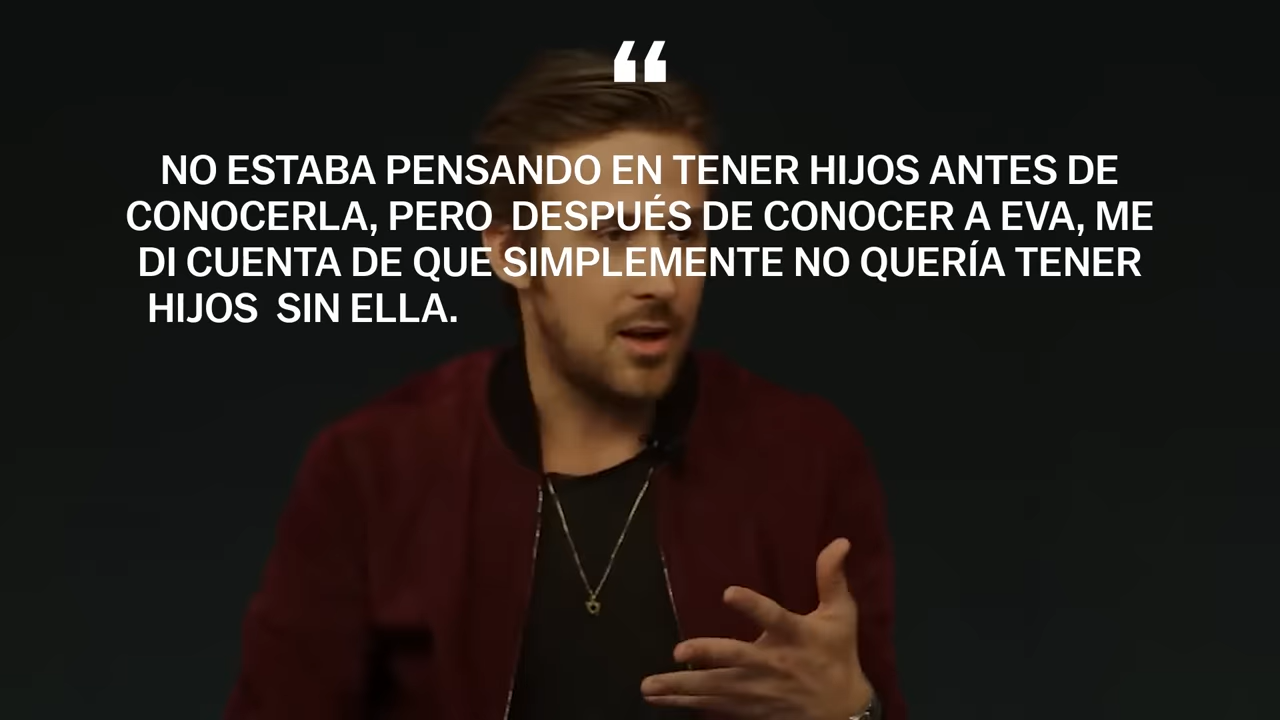 “
NO ESTABA PENSANDO EN TENER HIJOS ANTES DE
CONOCERLA, PERO DESPUÉS DE CONOCER A EVA, ME
DI CUENTA DE QUE SIMPLEMENTE NO QUERÍA TENER
HIJOS SIN ELLA.